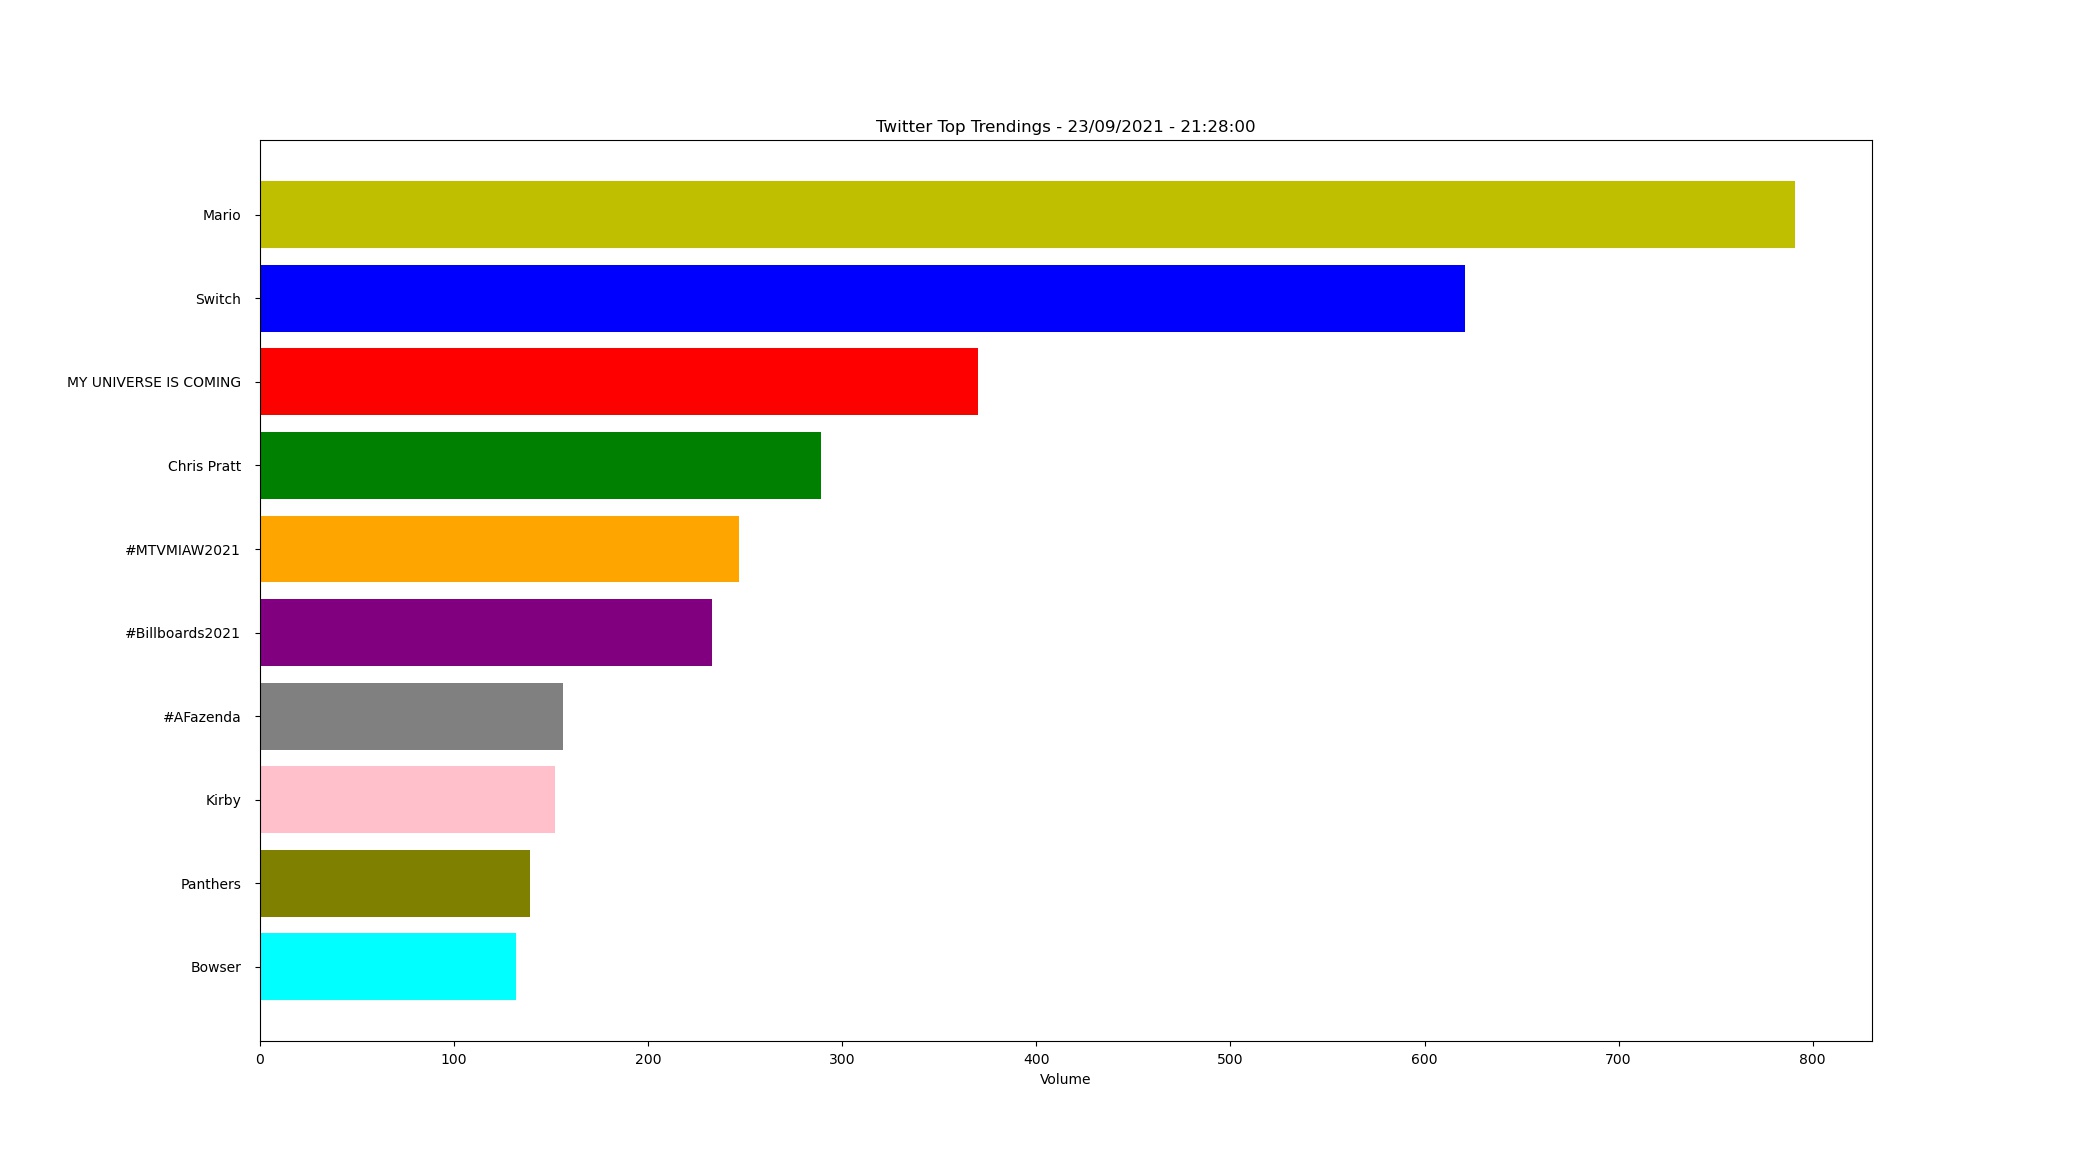 Twitter Top Trendings - 23/09/2021 - 21:28:00
Mario
Switch
MY UNIVERSE IS COMING
Chris Pratt
#MTVMIAW2021
#Billboards2021
#AFazenda
Kirby
Panthers
Bowser
0 100 200 300 400 500 600 700 800
Volume